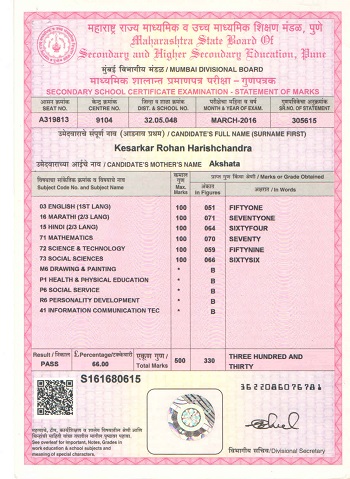 महाराष्ट्र राज्य माध्यमिक व उच्च माध्यमिक शिक्षण मंडळ, पुणे
Maharashtra State Board Of
Secondary and Higher Secondary Education, Pune
मुंबई विभागीय मंडळ / MUMBAI DIVISIONAL BOARD
माध्यमिक शालान्त प्रमाणपत्र परीक्षा - गुणपत्रक
SECONDARY SCHOOL CERTIFICATE EXAMINATION - STATEMENT OF MARKS
आसन क्रमांक केंद्र क्रमांक जिल्हा व शाळा क्रमांक परीक्षेचा महिना व वर्ष गुणपत्रिकेचा अनुक्रमांक
SEAT NO. CENTRE NO. DIST. & SCHOOL NO. MONTH & YEAR OF EXAM. SR.NO. OF STATEMENT
A319813 9104 32.05.048 MARCH-2016 305615
उमेदवाराचे संपूर्ण नाव (आडनाव प्रथम) / CANDIDATE'S FULL NAME (SURNAME FIRST)
Kesarkar Rohan Harishchandra
उमेदवाराच्या आईचे नाव / CANDIDATE'S MOTHER'S NAME Akshata
विषयाचा सांकेतिक क्रमांक व विषयाचे नाव
Subject Code No. and Subject Name
कमाल गुण
Max. Marks
प्राप्त गुण किंवा श्रेणी / Marks or Grade Obtained
अंकात
In Figures
अक्षरात / In Words
03 ENGLISH (1ST LANG) 100 051 FIFTYONE
16 MARATHI (2/3 LANG) 100 071 SEVENTYONE
15 HINDI (2/3 LANG) 100 064 SIXTYFOUR
71 MATHEMATICS 100 070 SEVENTY
72 SCIENCE & TECHNOLOGY 100 059 FIFTYNINE
73 SOCIAL SCIENCES 100 066 SIXTYSIX
M6 DRAWING & PAINTING * B
P1 HEALTH & PHYSICAL EDUCATION * B
P6 SOCIAL SERVICE * B
R6 PERSONALITY DEVELOPMENT * B
41 INFORMATION COMMUNICATION TEC * B
Result / निकाल £ Percentage/टक्केवारी एकूण गुण /
PASS 66.00 Total Marks 500 330 THREE HUNDRED AND
THIRTY
S161680615
See overleaf for Important, Notes, Grades in
work education & school subjects and
meaning of special characters.
विभागीय सचिव/Divisional Secretary